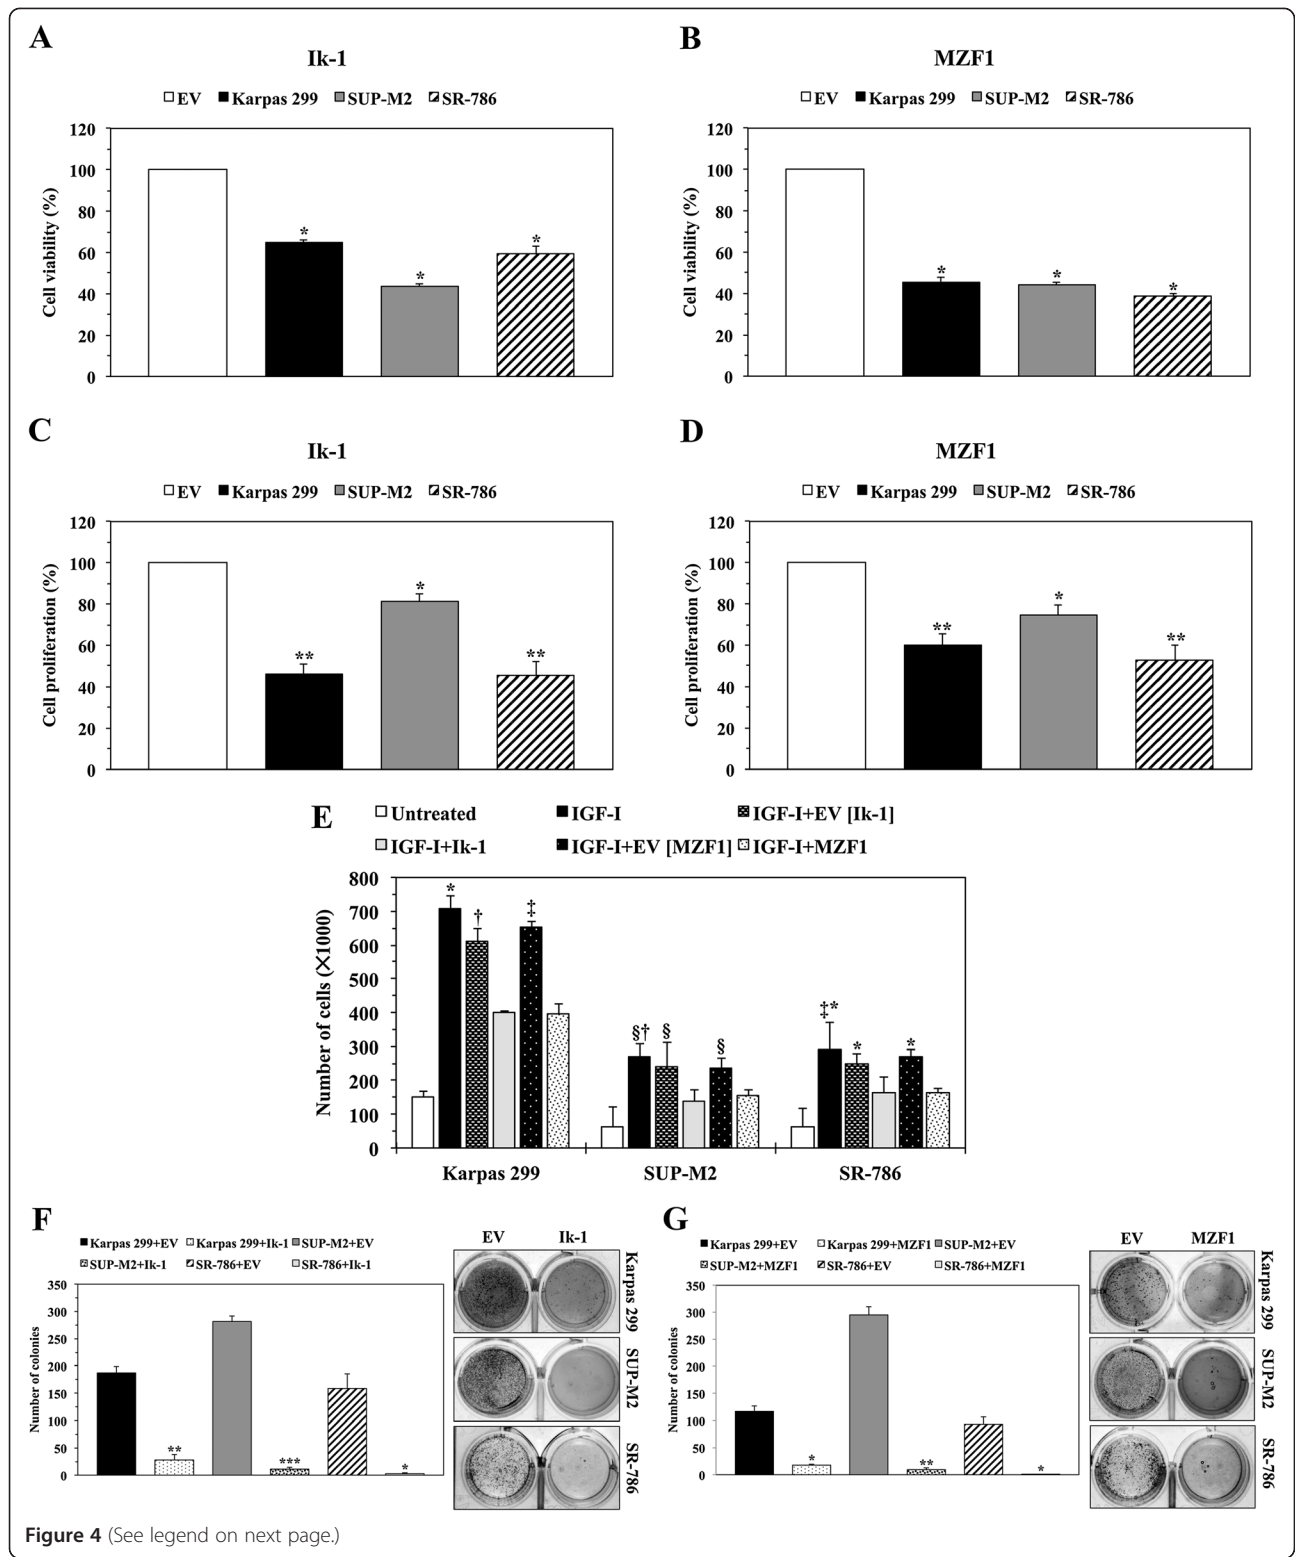 A
Ik-1
EV Karpas 299 SUP-M2 SR-786
120
100
80
60
40
20
0
Cell viability (%)
*
*
*
B
MZF1
EV Karpas 299 SUP-M2 SR-786
120
100
80
60
40
20
0
Cell viability (%)
*
*
*
C
Ik-1
EV Karpas 299 SUP-M2 SR-786
120
100
80
60
40
20
0
Cell proliferation (%)
**
*
**
D
MZF1
EV Karpas 299 SUP-M2 SR-786
120
100
80
60
40
20
0
Cell proliferation (%)
**
*
**
E
Untreated IGF-I IGF-I+EV [Ik-1]
IGF-I+Ik-1 IGF-I+EV [MZF1] IGF-I+MZF1
800
700
600
500
400
300
200
100
0
Number of cells (×1000)
* † ‡
§† § §
‡* * *
Karpas 299 SUP-M2 SR-786
F
Karpas 299+EV Karpas 299+Ik-1 SUP-M2+EV
SUP-M2+Ik-1 SR-786+EV SR-786+Ik-1
350
300
250
200
150
100
50
0
Number of colonies
**
***
*
EV Ik-1
Karpas 299
SUP-M2
SR-786
G
Karpas 299+EV Karpas 299+MZF1 SUP-M2+EV
SUP-M2+MZF1 SR-786+EV SR-786+MZF1
350
300
250
200
150
100
50
0
Number of colonies
*
**
*
EV MZF1
Karpas 299
SUP-M2
SR-786
Figure 4 (See legend on next page.)